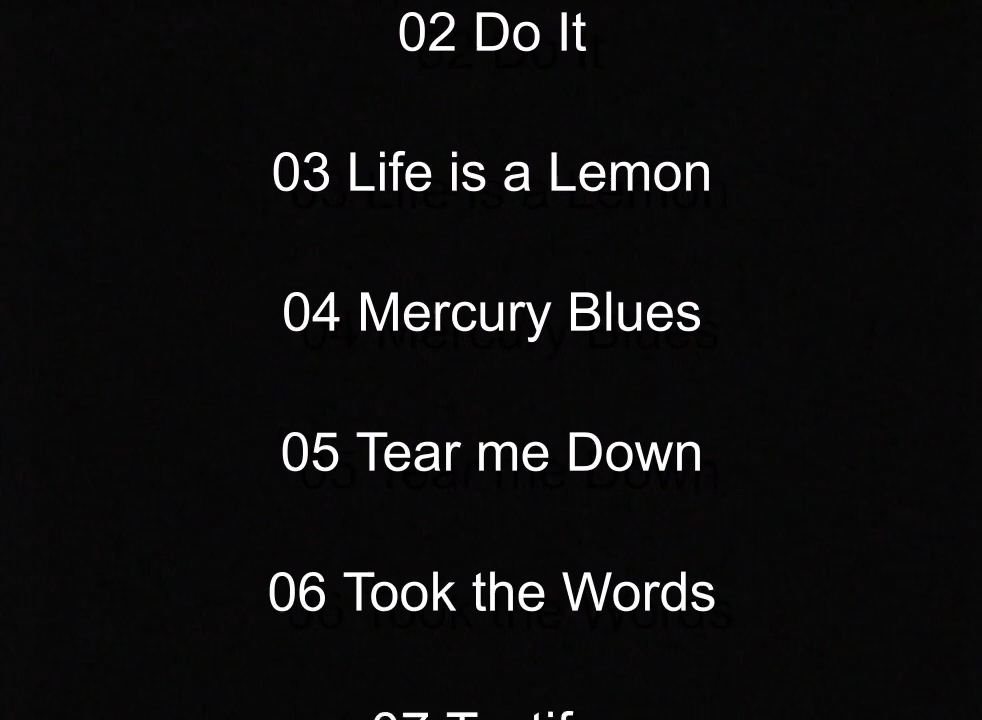 02 Do It
03 Life is a Lemon
04 Mercury Blues
05 Tear me Down
06 Took the Words